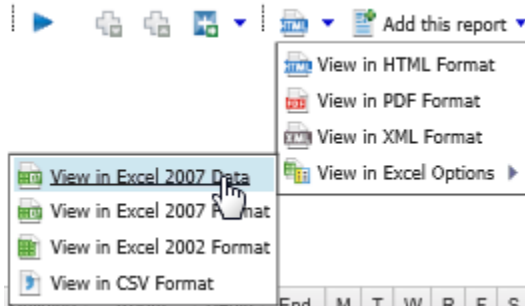 Add this report
View in HTML Format
View in PDF Format
View in XML Format
View in Excel Options
View in Excel 2007 Data
View in Excel 2007 Format
View in Excel 2002 Format
View in CSV Format
End M T W R F S